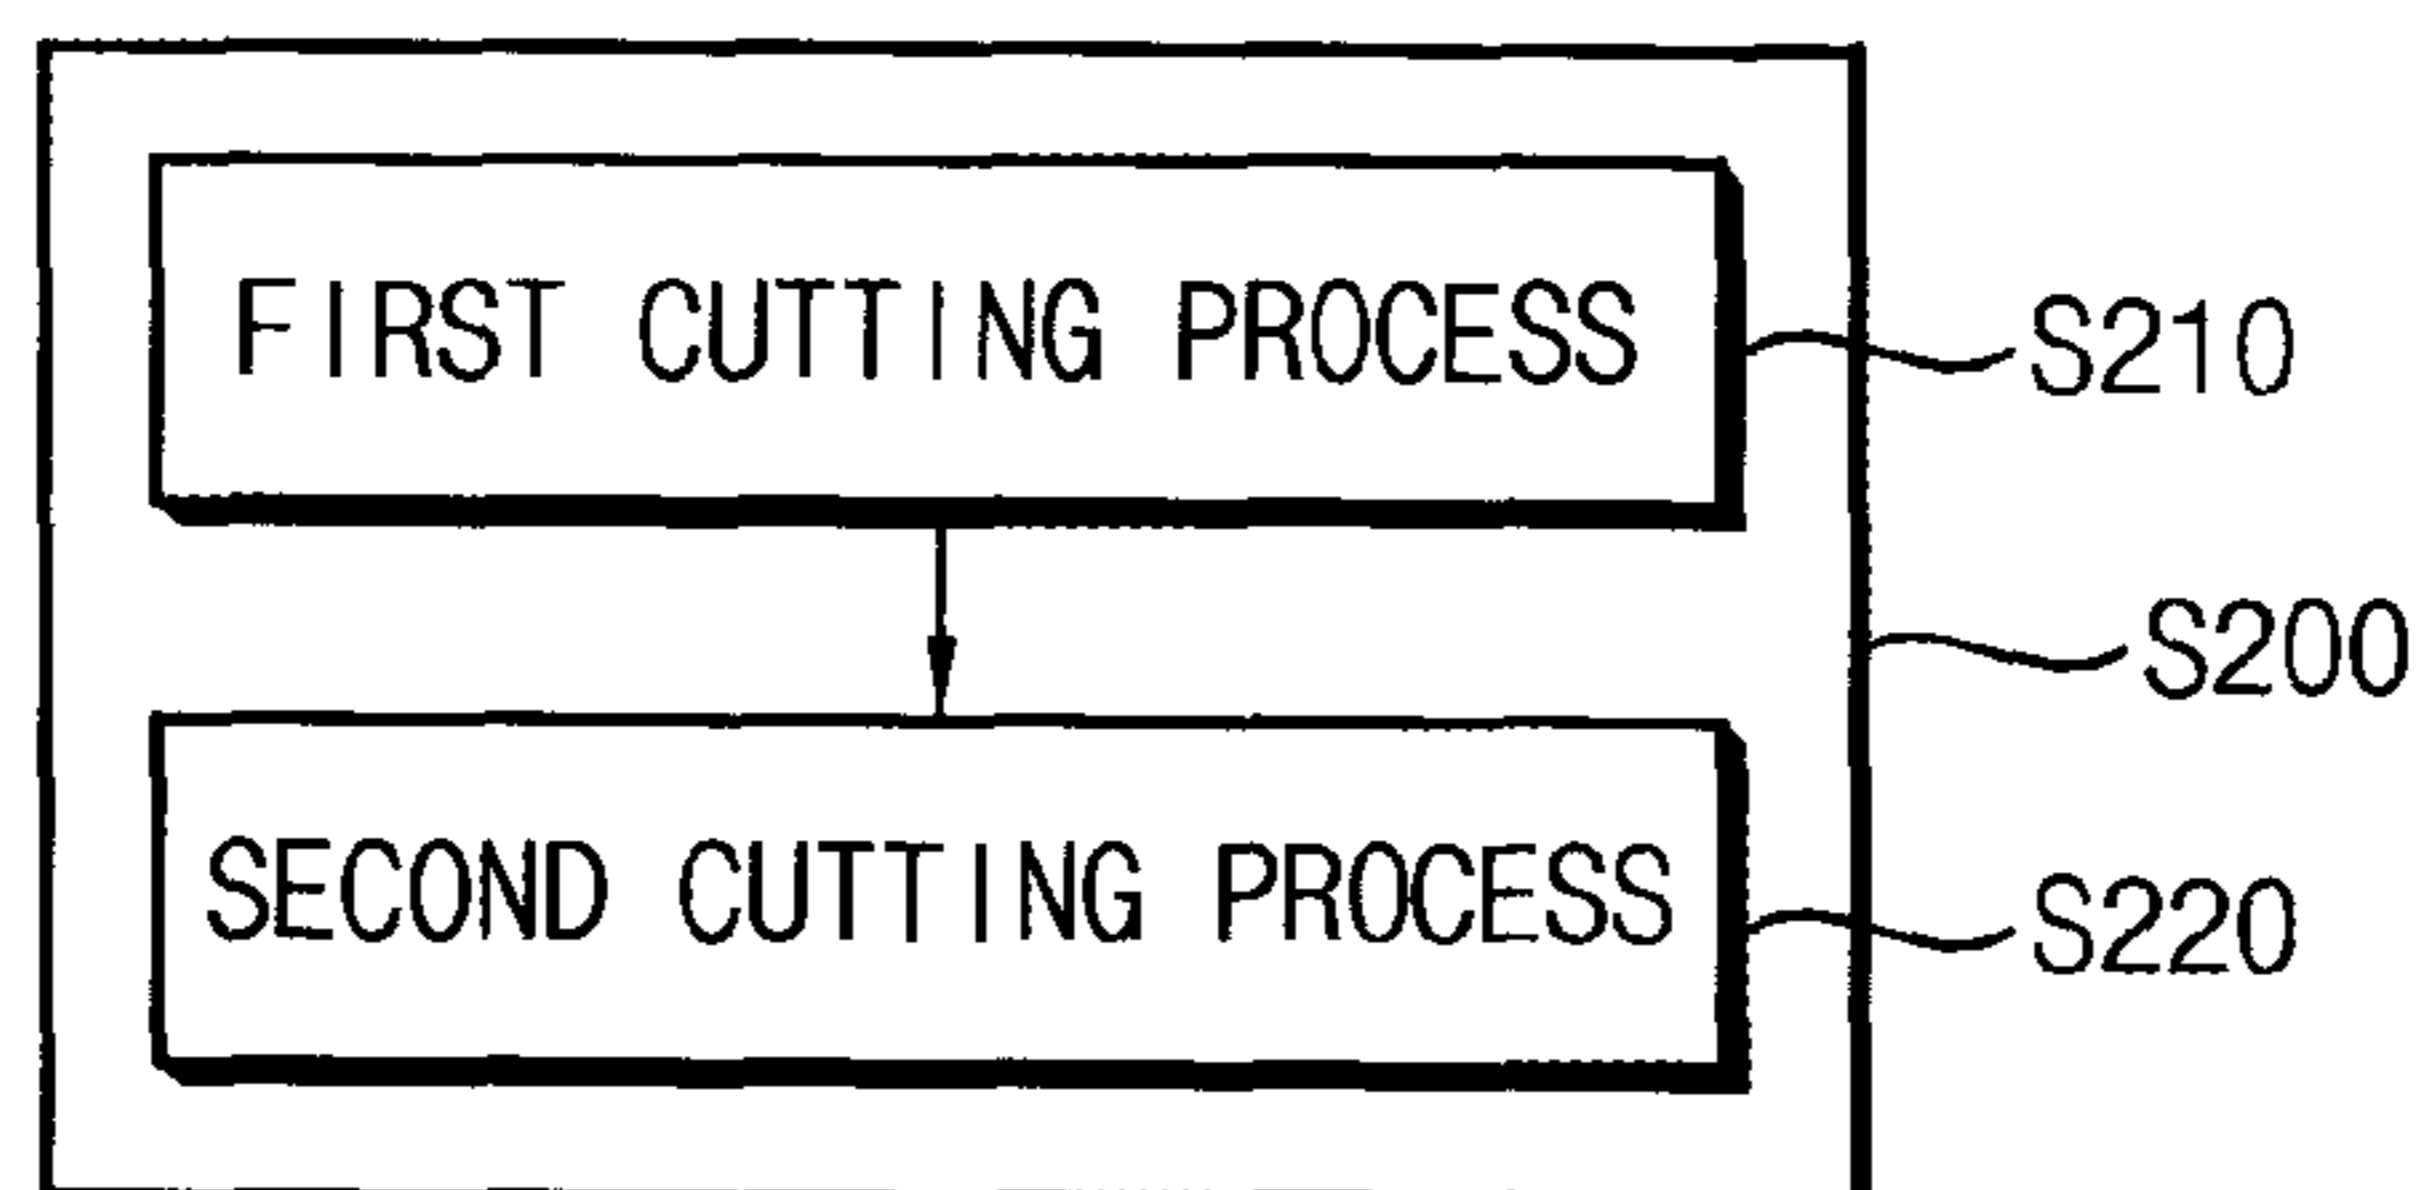 FIRST CUTTING PROCESS
S210
S200
SECOND CUTTING PROCESS
S220